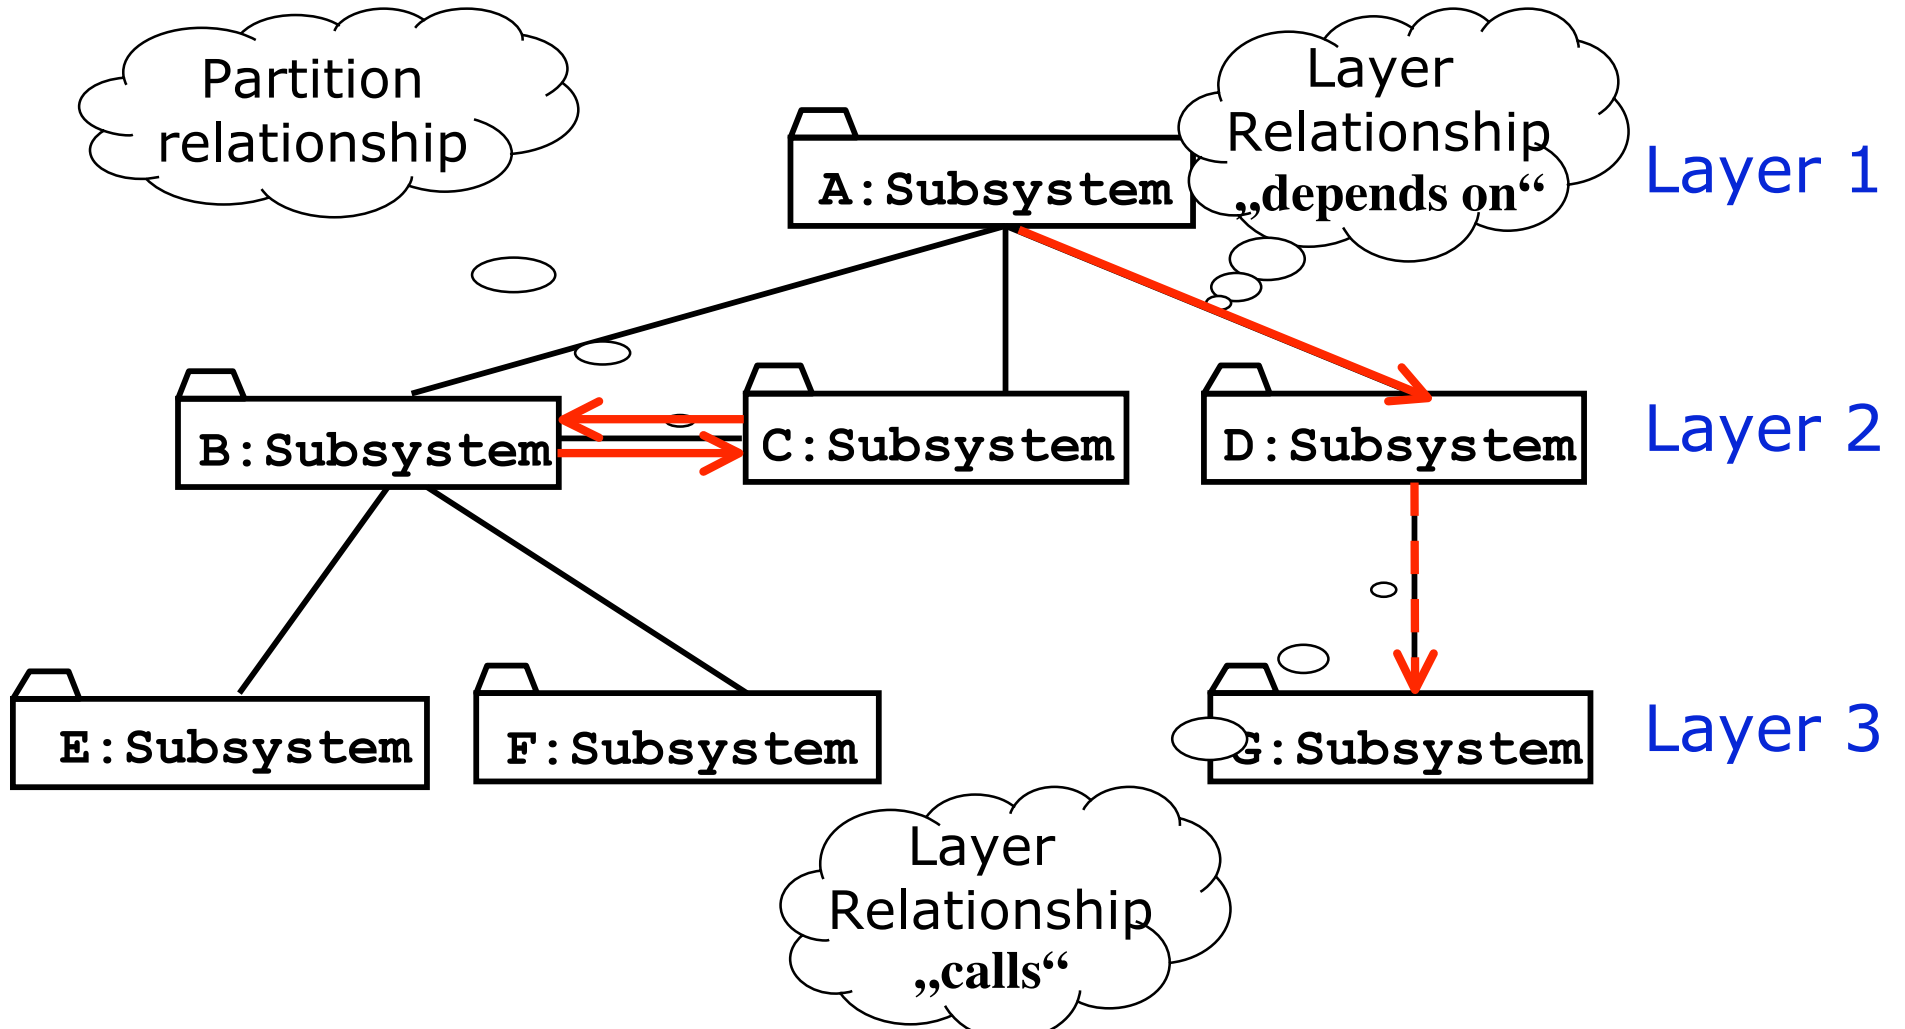 Partition
relationship
Layer
Relationship
„depends on“
A:Subsystem
Layer 1
B:Subsystem
C:Subsystem
D:Subsystem
Layer 2
E:Subsystem
F:Subsystem
G:Subsystem
Layer 3
Layer
Relationship
„calls“